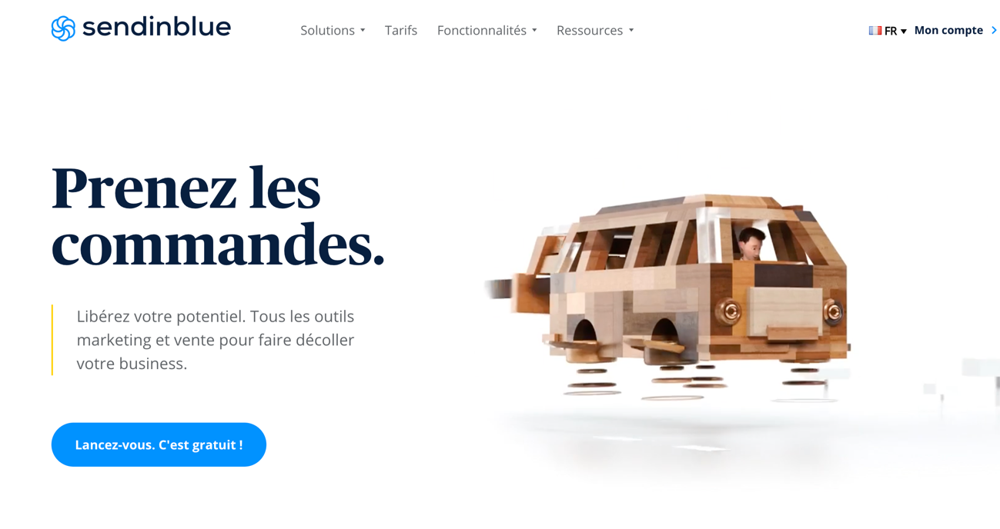 sendinblue
Solutions Tarifs Fonctionnalités Ressources
FR Mon compte
Prenez les
commandes.
Libérez votre potentiel. Tous les outils
marketing et vente pour faire décoller
votre business.
Lancez-vous. C'est gratuit !